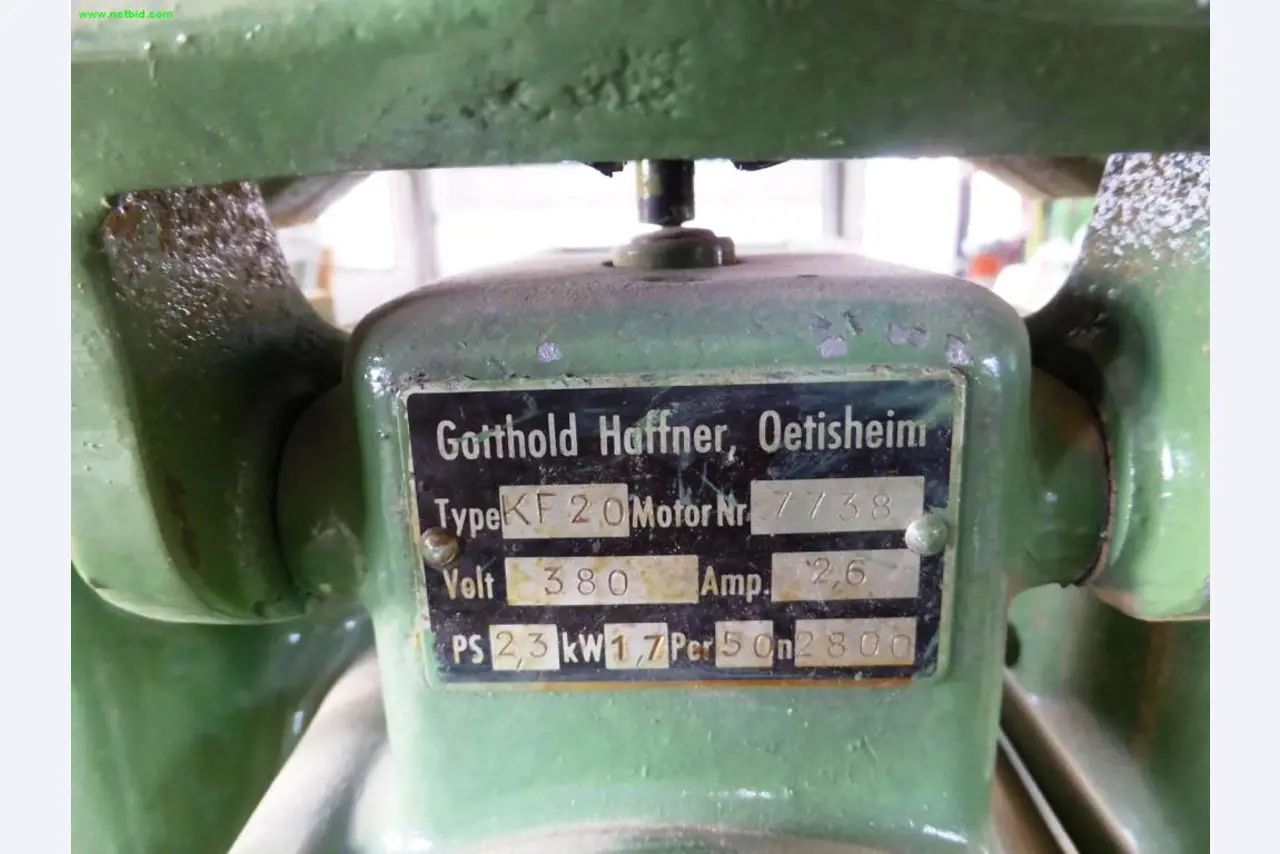 www.netbid.com
Gotthold Haffner, Oetisheim
Type KF 20 Motor Nr. 7738
Volt 380 Amp. 2,6
PS 2,3 kW 1,7 Per 50 n 2800